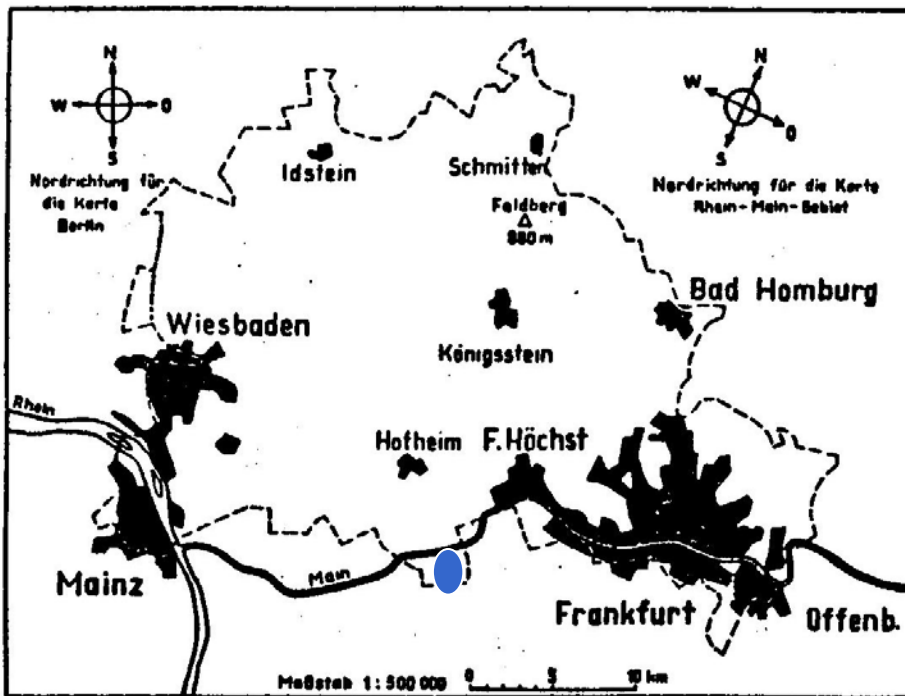 N
W
O
S
Nordrichtung für
die Karte
Berlin
N
W
O
S
Nordrichtung für die Karte
Rhein-Main-Gebiet
Idstein
Schmitten
Feldberg
880 m
Bad Homburg
Wiesbaden
Königsstein
Rhein
Hofheim
F.Höchst
Main
Mainz
Frankfurt
Offenb.
Maßstab 1:500 000
0 5 10 km